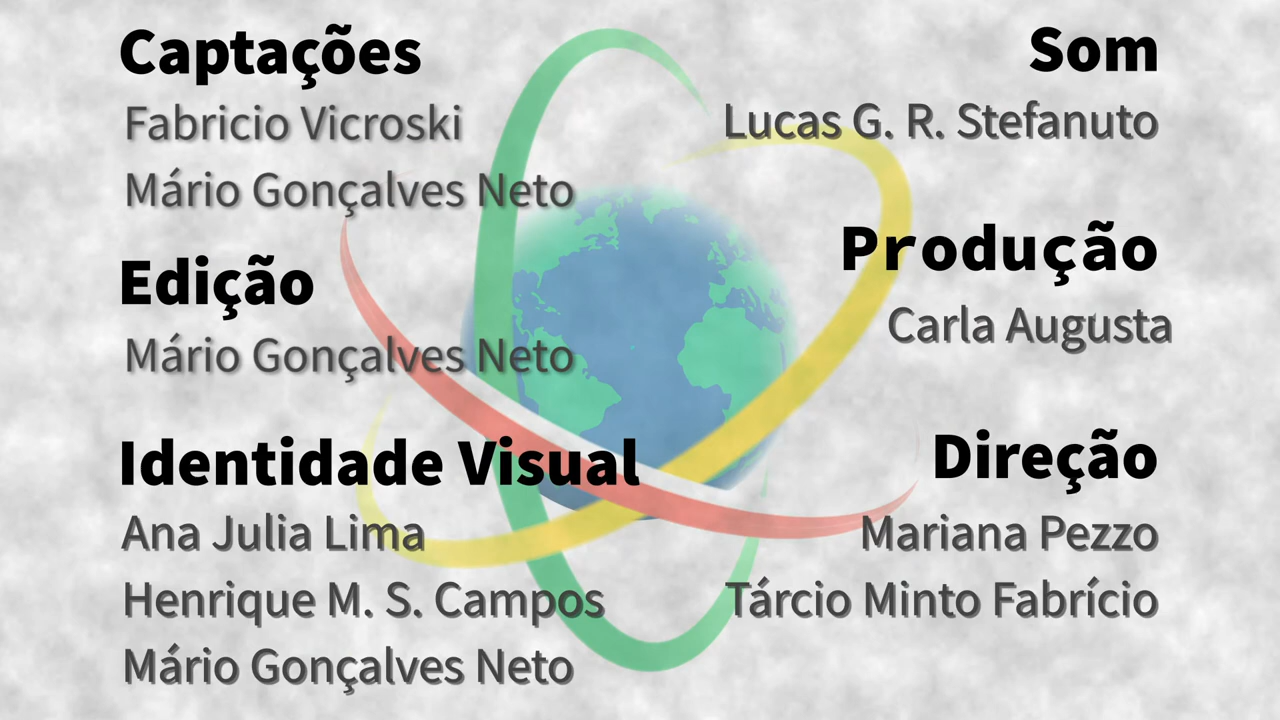 Captações
Fabricio Vicroski
Mário Gonçalves Neto
Edição
Mário Gonçalves Neto
Identidade Visual
Ana Julia Lima
Henrique M. S. Campos
Mário Gonçalves Neto
Som
Lucas G. R. Stefanuto
Produção
Carla Augusta
Direção
Mariana Pezzo
Tárcio Minto Fabrício